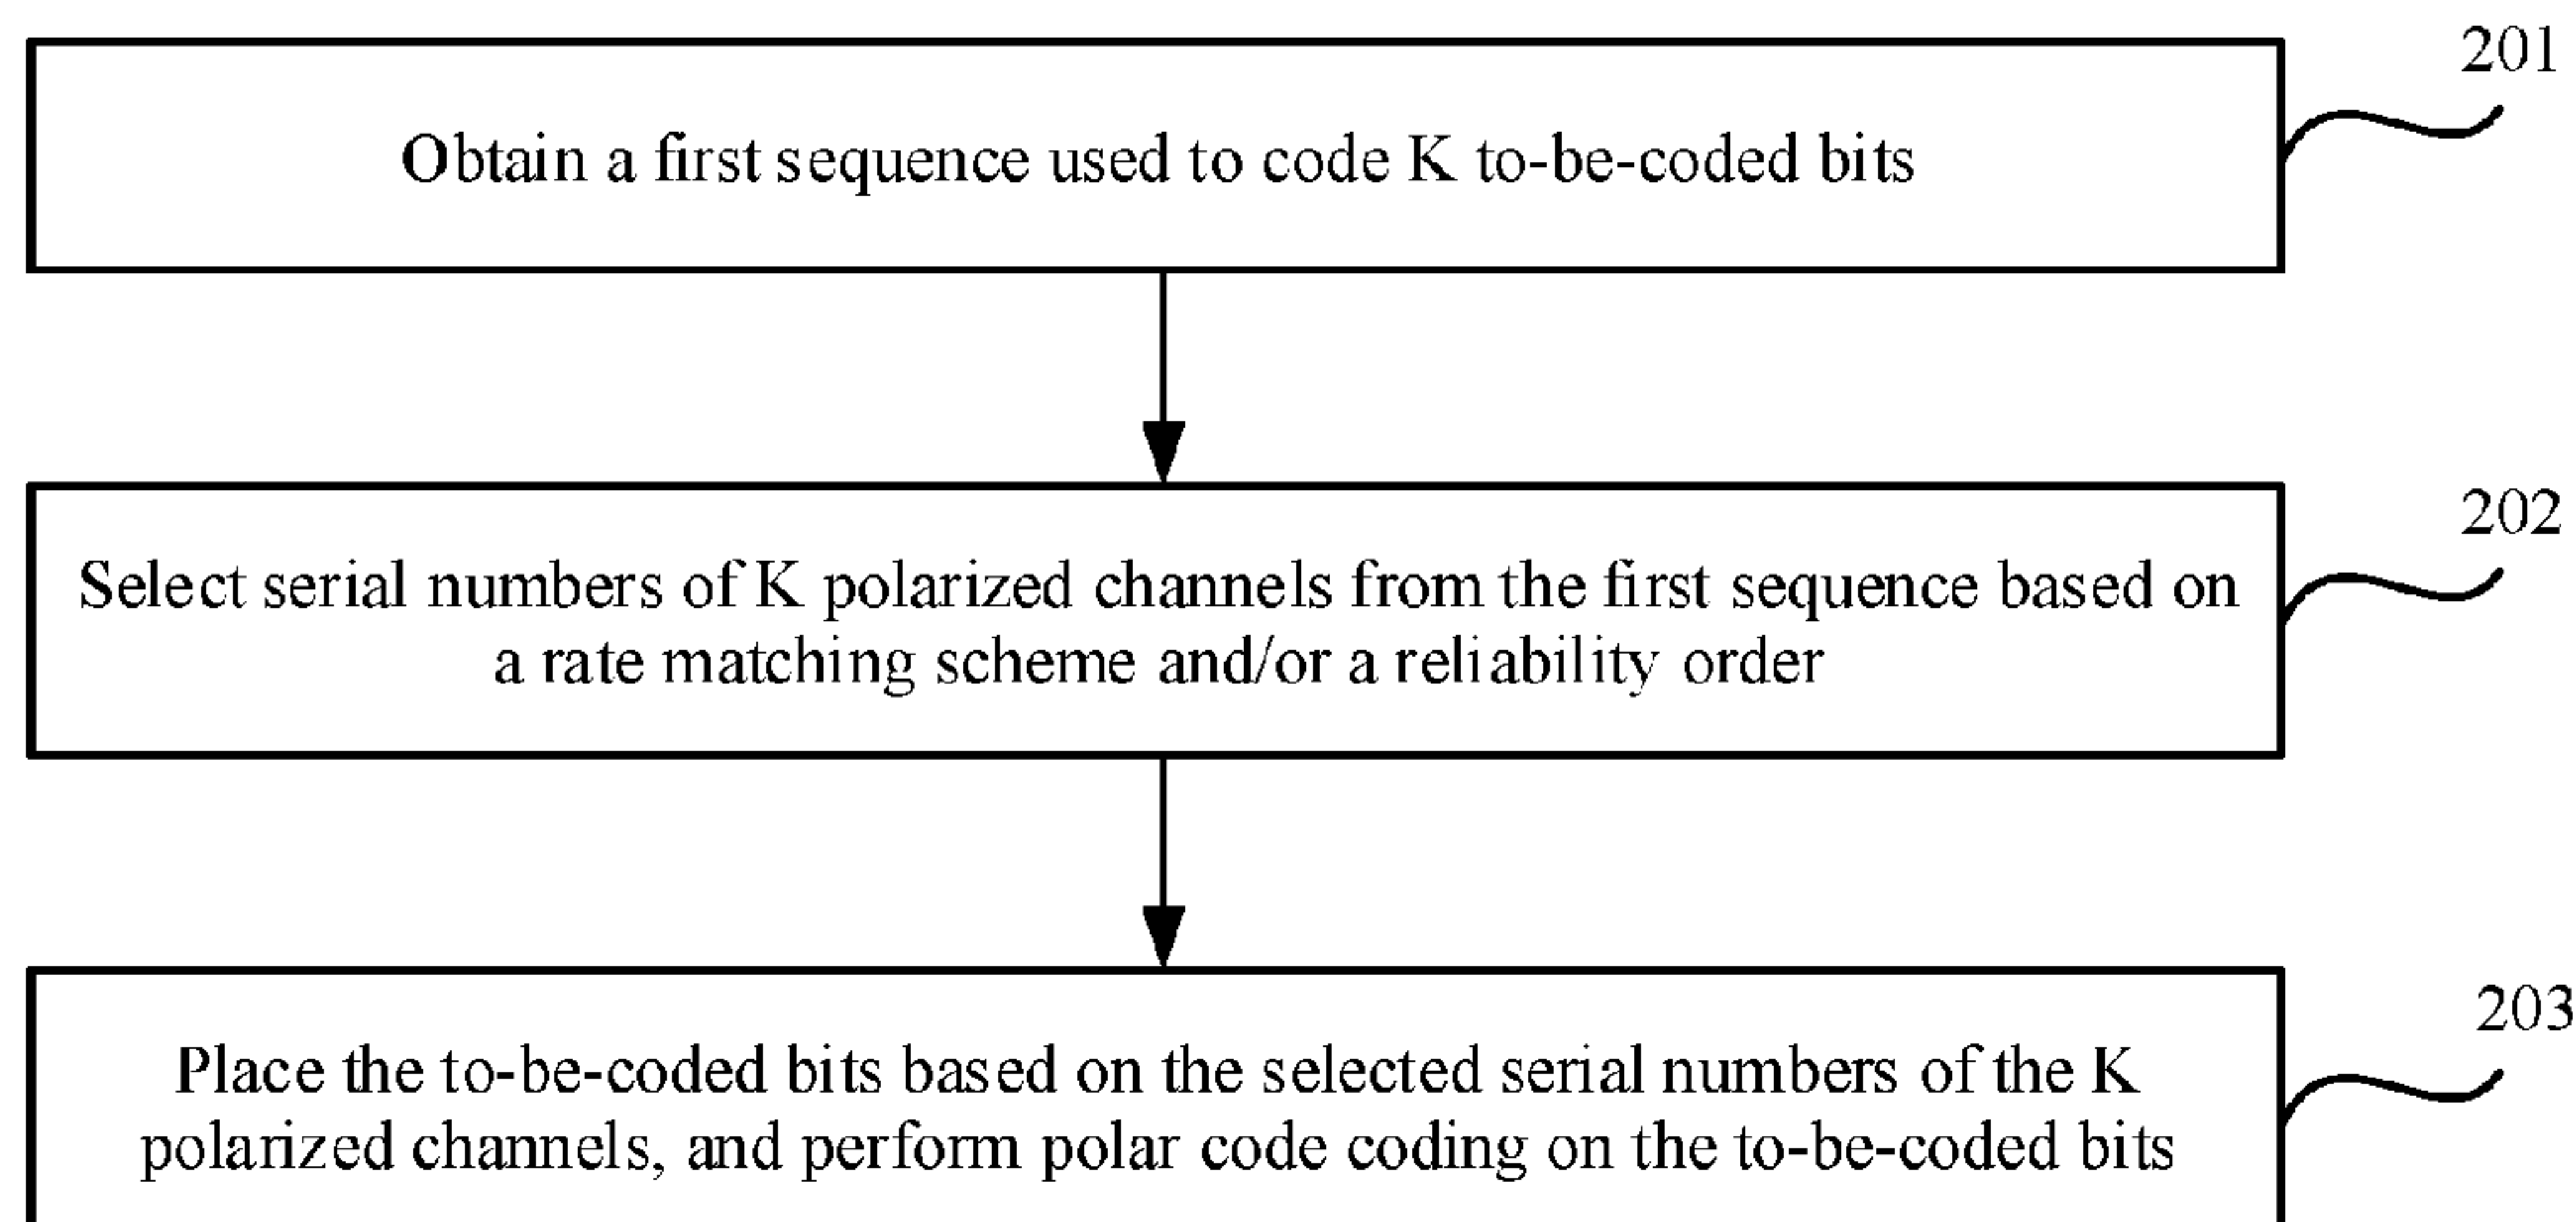 201
Obtain a first sequence used to code K to-be-coded bits
202
Select serial numbers of K polarized channels from the first sequence based on
a rate matching scheme and/or a reliability order
203
Place the to-be-coded bits based on the selected serial numbers of the K
polarized channels, and perform polar code coding on the to-be-coded bits